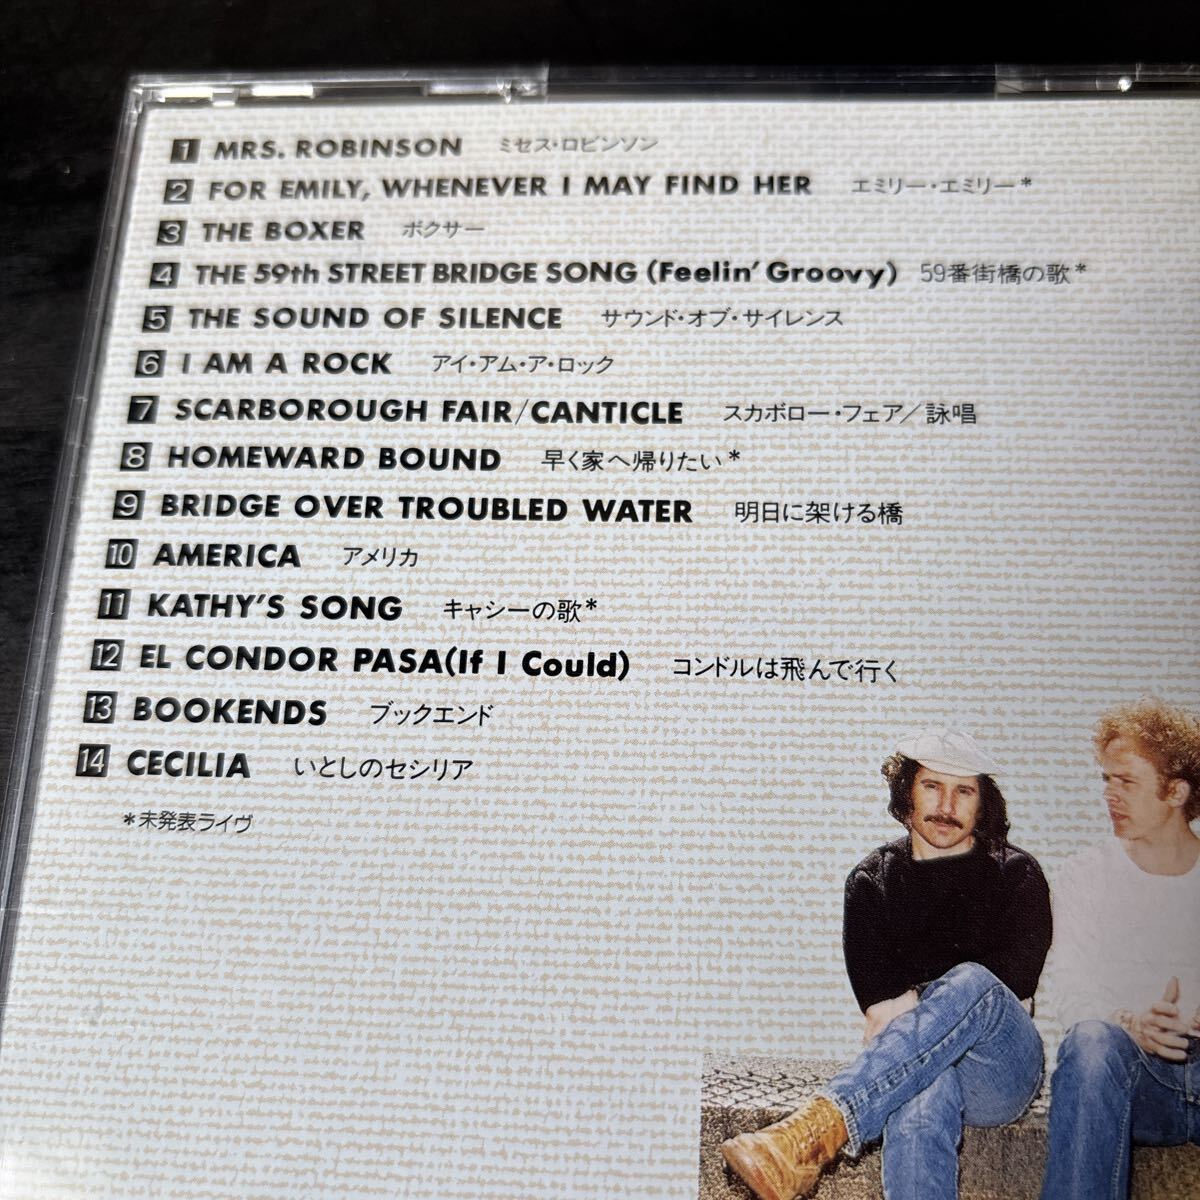 1 MRS. ROBINSON ミセス・ロビンソン
2 FOR EMILY, WHENEVER I MAY FIND HER エミリー・エミリー*
3 THE BOXER ボクサー
4 THE 59th STREET BRIDGE SONG (Feelin' Groovy) 59番街橋の歌*
5 THE SOUND OF SILENCE サウンド・オブ・サイレンス
6 I AM A ROCK アイ・アム・ア・ロック
7 SCARBOROUGH FAIR/CANTICLE スカボロー・フェア／詠唱
8 HOMEWARD BOUND 早く家へ帰りたい*
9 BRIDGE OVER TROUBLED WATER 明日に架ける橋
10 AMERICA アメリカ
11 KATHY'S SONG キャシーの歌*
12 EL CONDOR PASA(If I Could) コンドルは飛んで行く
13 BOOKENDS ブックエンド
14 CECILIA いとしのセシリア
*未発表ライヴ